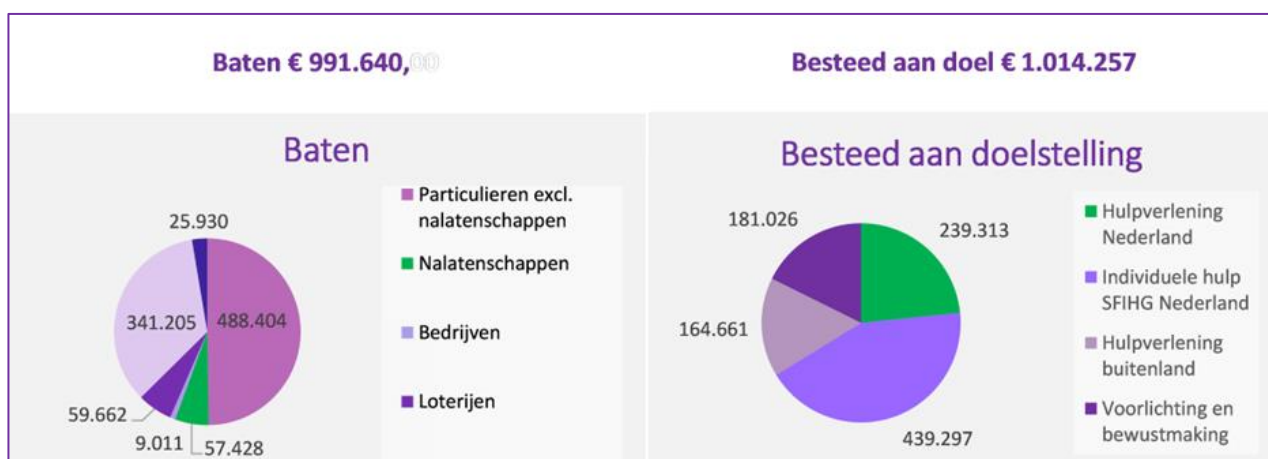 Baten € 991.640,00
Besteed aan doel € 1.014.257
Baten
25.930
341.205
488.404
59.662
9.011
57.428
Particulieren excl.
nalatenschappen
Nalatenschappen
Bedrijven
Loterijen
Besteed aan doelstelling
181.026
239.313
164.661
439.297
Hulpverlening
Nederland
Individuele hulp
SFIHG Nederland
Hulpverlening
buitenland
Voorlichting en
bewustmaking